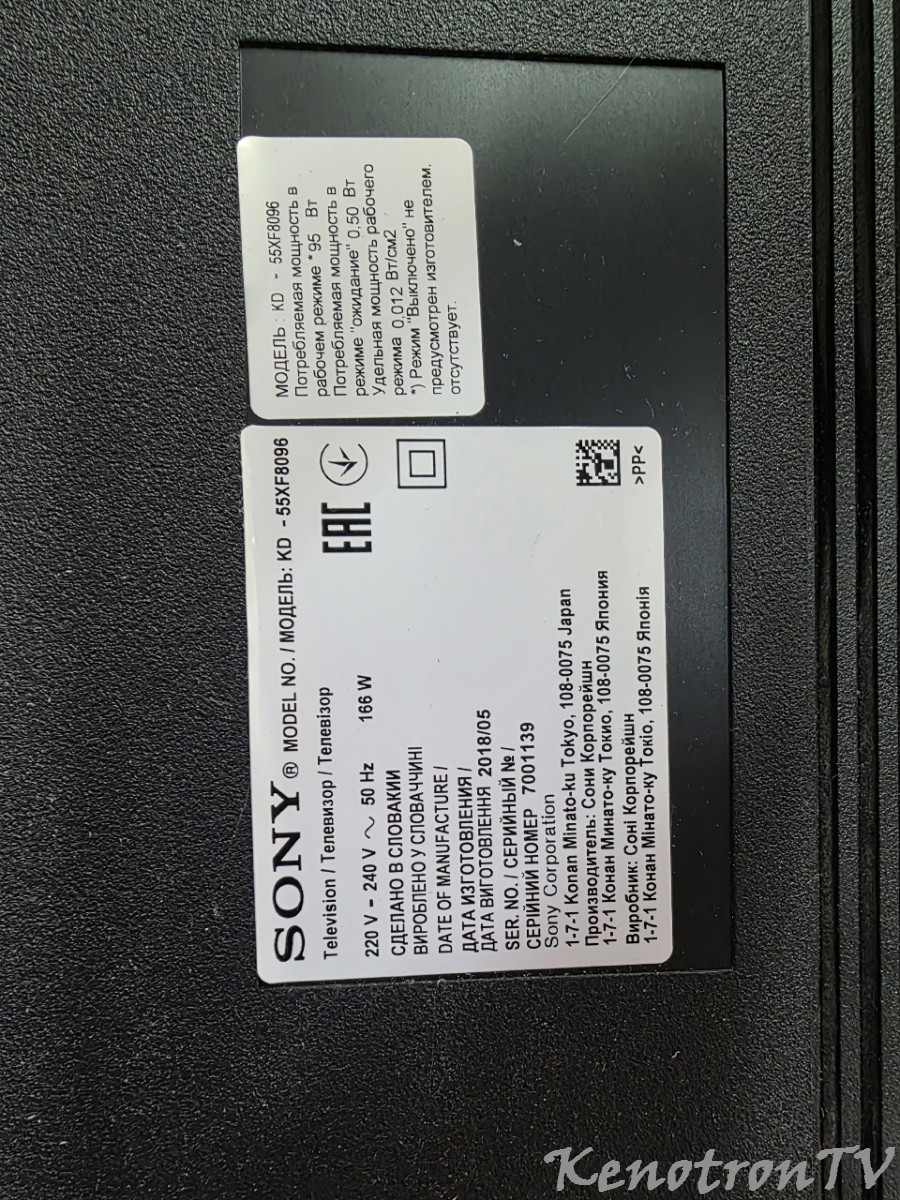 SONY® MODEL NO. / МОДЕЛЬ: KD - 55XF8096
Television / Телевизор / Телевізор
220 V - 240 V ~ 50 Hz 166 W
EAC
СДЕЛАНО В СЛОВАКИИ
ВИРОБЛЕНО У СЛОВАЧЧИНІ
DATE OF MANUFACTURE /
ДАТА ИЗГОТОВЛЕНИЯ /
ДАТА ВИГОТОВЛЕННЯ 2018/05
SER. NO. / СЕРИЙНЫЙ № /
СЕРІЙНИЙ НОМЕР 7001139
Sony Corporation
1-7-1 Konan Minato-ku Tokyo, 108-0075 Japan
Производитель: Сони Корпорейшн
1-7-1 Конан Минато-ку Токио, 108-0075 Япония
Виробник: Соні Корпорейшн
1-7-1 Конан Мінато-ку Токіо, 108-0075 Японія
>PP<
МОДЕЛЬ : KD - 55XF8096
Потребляемая мощность в
рабочем режиме *95 Вт
Потребляемая мощность в
режиме "ожидание" 0,50 Вт
Удельная мощность рабочего
режима 0,012 Вт/см2
*) Режим "Выключено" не
предусмотрен изготовителем,
отсутствует.
KenotronTV